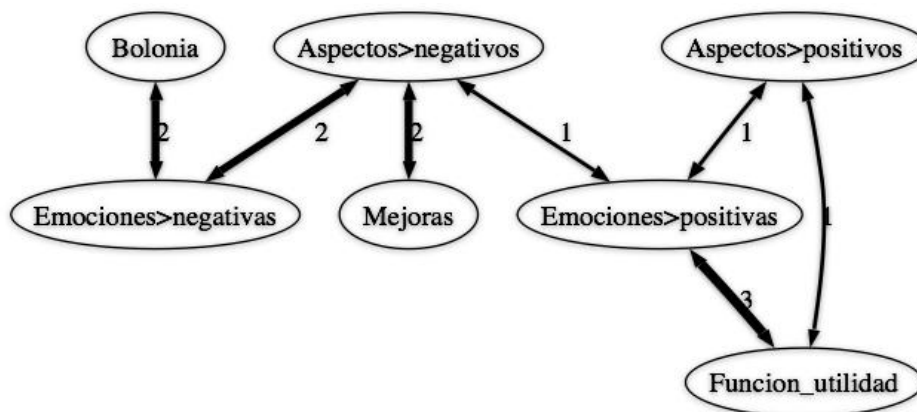 Bolonia
Aspectos>negativos
Aspectos>positivos
2
2
2
1
1
Emociones>negativas
Mejoras
Emociones>positivas
1
3
Funcion_utilidad